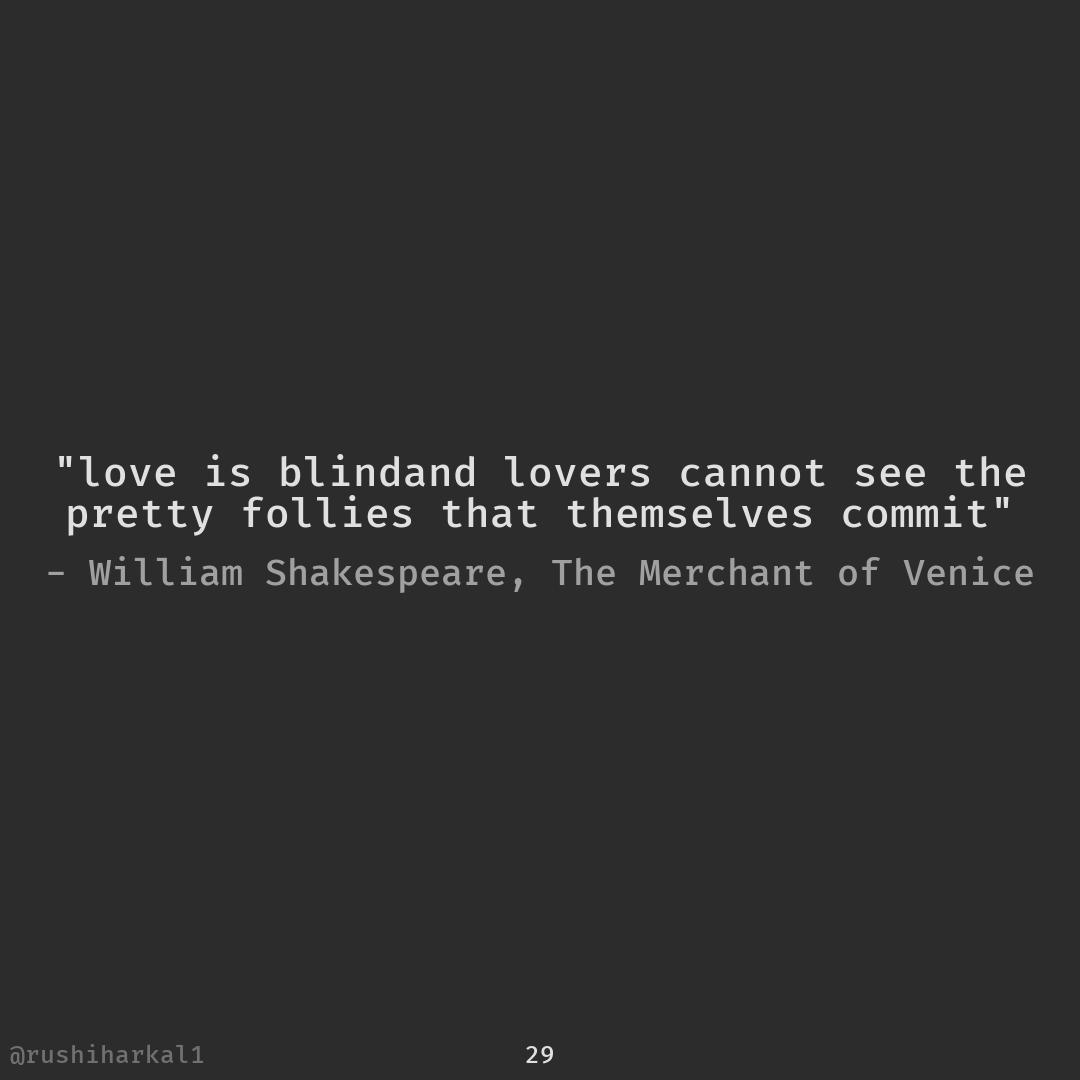 "love is blindand lovers cannot see the
pretty follies that themselves commit"
– William Shakespeare, The Merchant of Venice
@rushiharkal1
29